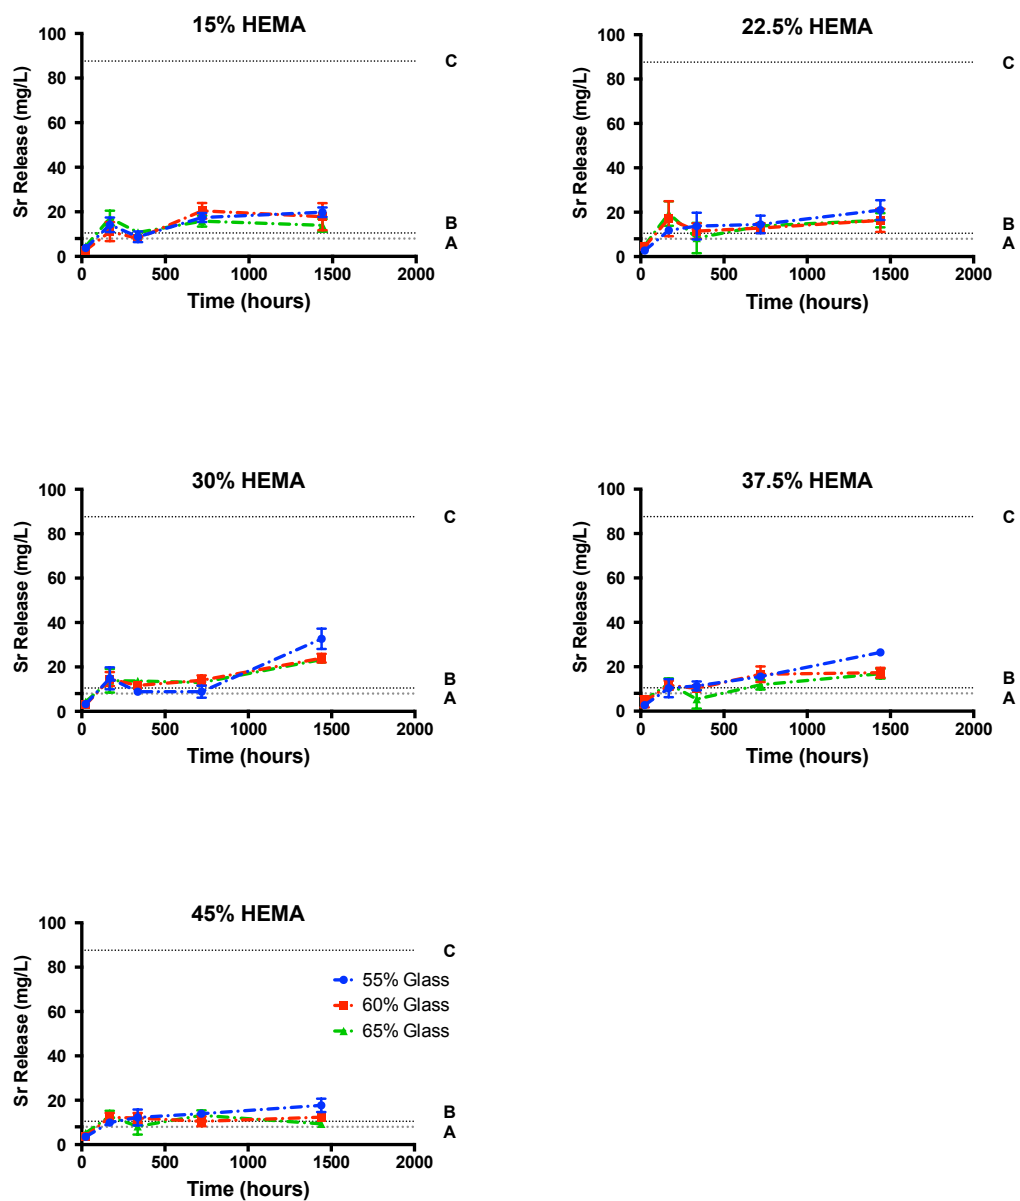 15% HEMA
100
80
60
40
20
0
Sr Release (mg/L)
C
B
A
0 500 1000 1500 2000
Time (hours)
22.5% HEMA
100
80
60
40
20
0
Sr Release (mg/L)
C
B
A
0 500 1000 1500 2000
Time (hours)
30% HEMA
100
80
60
40
20
0
Sr Release (mg/L)
C
B
A
0 500 1000 1500 2000
Time (hours)
37.5% HEMA
100
80
60
40
20
0
Sr Release (mg/L)
C
B
A
0 500 1000 1500 2000
Time (hours)
45% HEMA
100
80
60
40
20
0
Sr Release (mg/L)
C
55% Glass
60% Glass
65% Glass
B
A
0 500 1000 1500 2000
Time (hours)